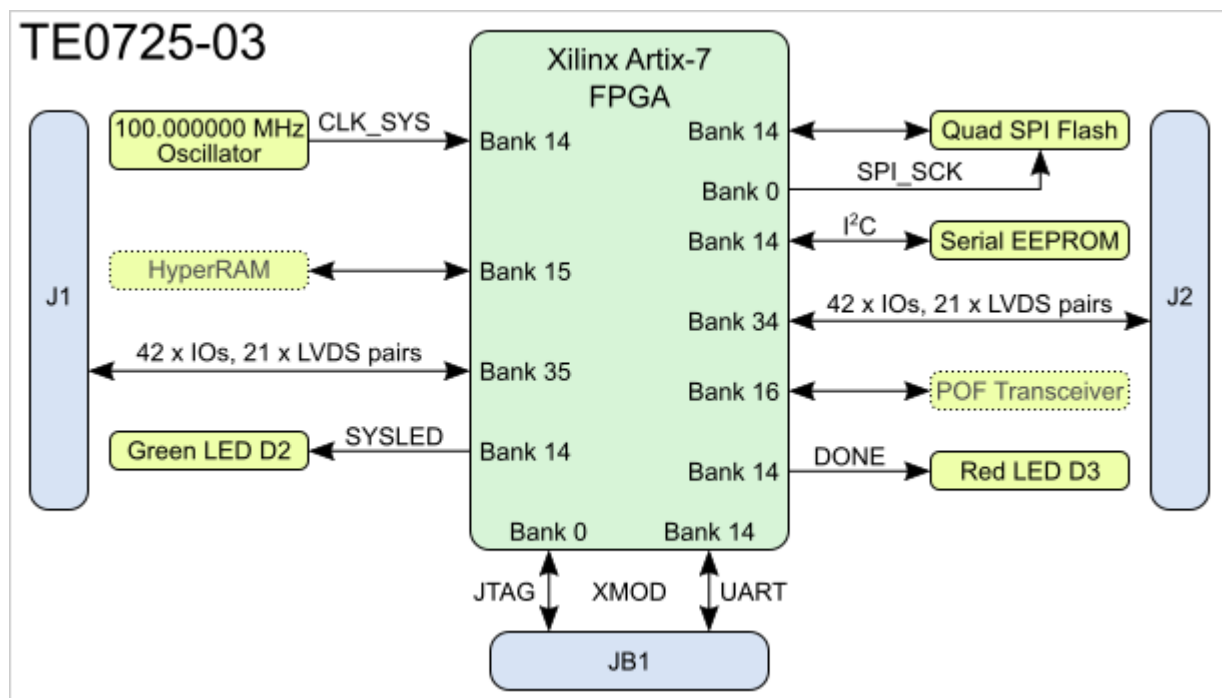 TE0725-03
Xilinx Artix-7
FPGA
J1
100.000000 MHz
Oscillator
CLK_SYS
Bank 14
HyperRAM
Bank 15
42 x IOs, 21 x LVDS pairs
Bank 35
Green LED D2
SYSLED
Bank 14
Bank 14
Quad SPI Flash
Bank 0
SPI_SCK
Bank 14
I²C
Serial EEPROM
Bank 34
42 x IOs, 21 x LVDS pairs
J2
Bank 16
POF Transceiver
Bank 14
DONE
Red LED D3
Bank 0
Bank 14
JTAG
XMOD
UART
JB1